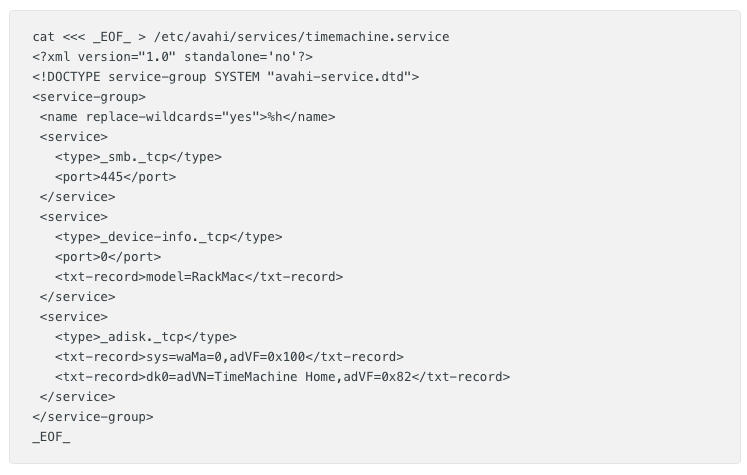 cat <<< _EOF_ > /etc/avahi/services/timemachine.service
<?xml version="1.0" standalone='no'?>
<!DOCTYPE service-group SYSTEM "avahi-service.dtd">
<service-group>
 <name replace-wildcards="yes">%h</name>
 <service>
   <type>_smb._tcp</type>
   <port>445</port>
 </service>
 <service>
   <type>_device-info._tcp</type>
   <port>0</port>
   <txt-record>model=RackMac</txt-record>
 </service>
 <service>
   <type>_adisk._tcp</type>
   <txt-record>sys=waMa=0,adVF=0x100</txt-record>
   <txt-record>dk0=adVN=TimeMachine Home,adVF=0x82</txt-record>
 </service>
</service-group>
_EOF_